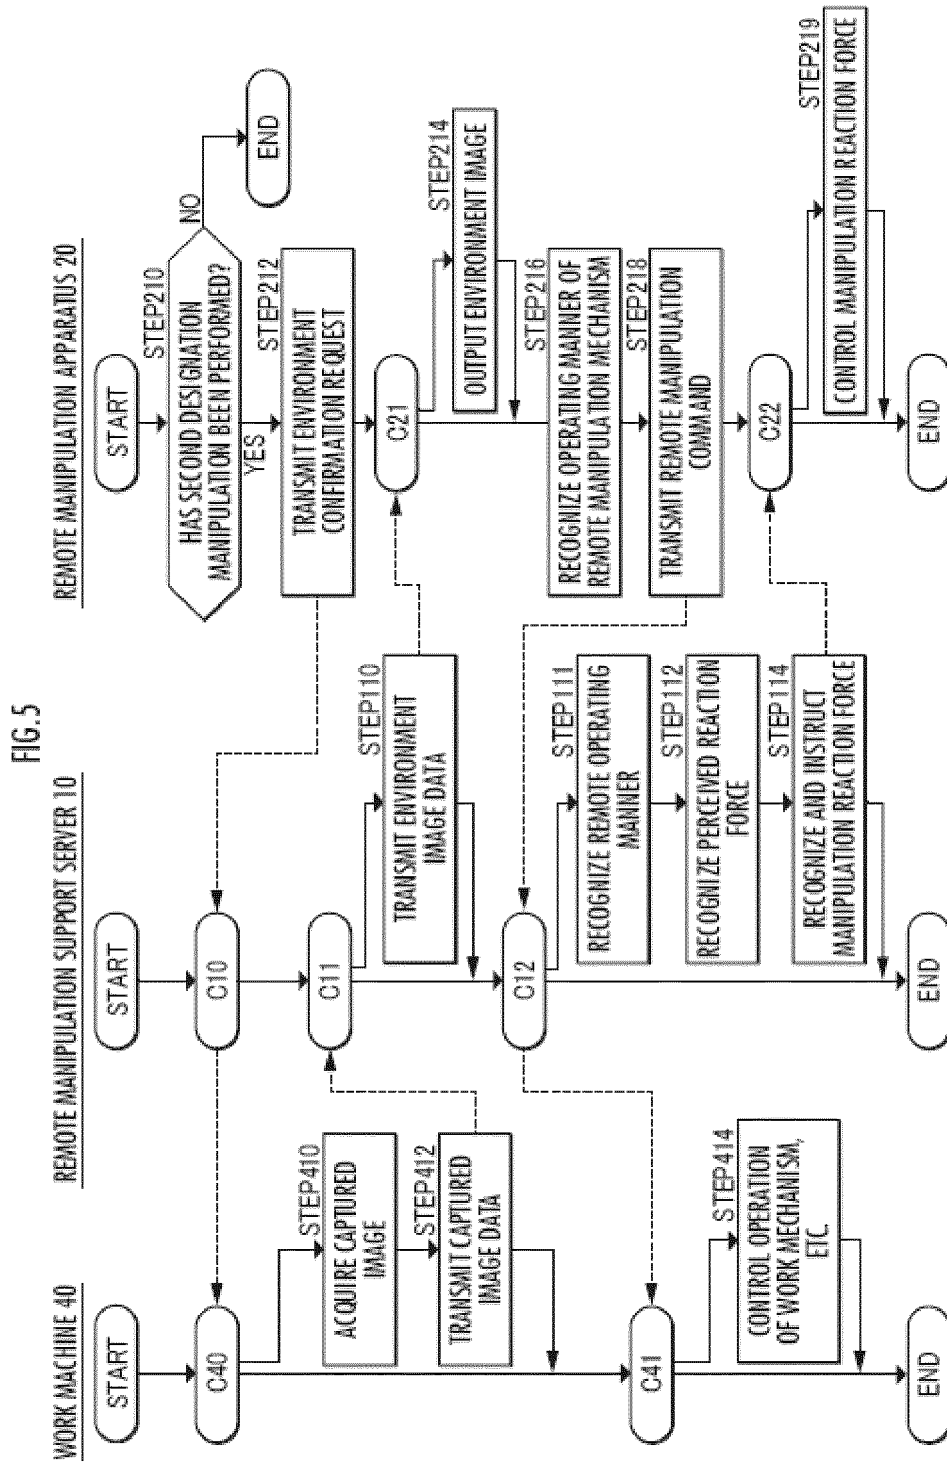 FIG.5
WORK MACHINE 40
START
C40
STEP410
ACQUIRE CAPTURED
IMAGE
STEP412
TRANSMIT CAPTURED
IMAGE DATA
C41
STEP414
CONTROL OPERATION
OF WORK MECHANISM,
ETC.
END
REMOTE MANIPULATION SUPPORT SERVER 10
START
C10
C11
STEP110
TRANSMIT ENVIRONMENT
IMAGE DATA
C12
STEP111
RECOGNIZE REMOTE OPERATING
MANNER
STEP112
RECOGNIZE PERCEIVED REACTION
FORCE
STEP114
RECOGNIZE AND INSTRUCT
MANIPULATION REACTION FORCE
END
REMOTE MANIPULATION APPARATUS 20
START
STEP210
HAS SECOND DESIGNATION
MANIPULATION BEEN PERFORMED?
NO
END
YES
STEP212
TRANSMIT ENVIRONMENT
CONFIRMATION REQUEST
C21
STEP214
OUTPUT ENVIRONMENT IMAGE
STEP216
RECOGNIZE OPERATING MANNER OF
REMOTE MANIPULATION MECHANISM
STEP218
TRANSMIT REMOTE MANIPULATION
COMMAND
C22
STEP219
CONTROL MANIPULATION REACTION FORCE
END